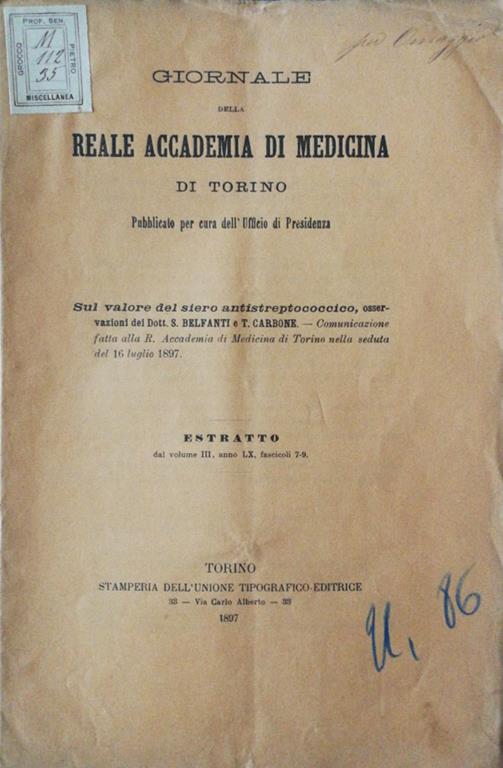 PROF. SEN.
GROCCO
PIETRO
M
112
35
MISCELLANEA
per Omaggio
GIORNALE
DELLA
REALE ACCADEMIA DI MEDICINA
DI TORINO
Pubblicato per cura dell'Ufficio di Presidenza
Sul valore del siero antistreptococcico, osser-
vazioni dei Dott. S. BELFANTI e T. CARBONE. — Comunicazione
fatta alla R. Accademia di Medicina di Torino nella seduta
del 16 luglio 1897.
ESTRATTO
dal volume III, anno LX, fascicoli 7-9.
TORINO
STAMPERIA DELL'UNIONE TIPOGRAFICO-EDITRICE
33 — Via Carlo Alberto — 33
1897
86